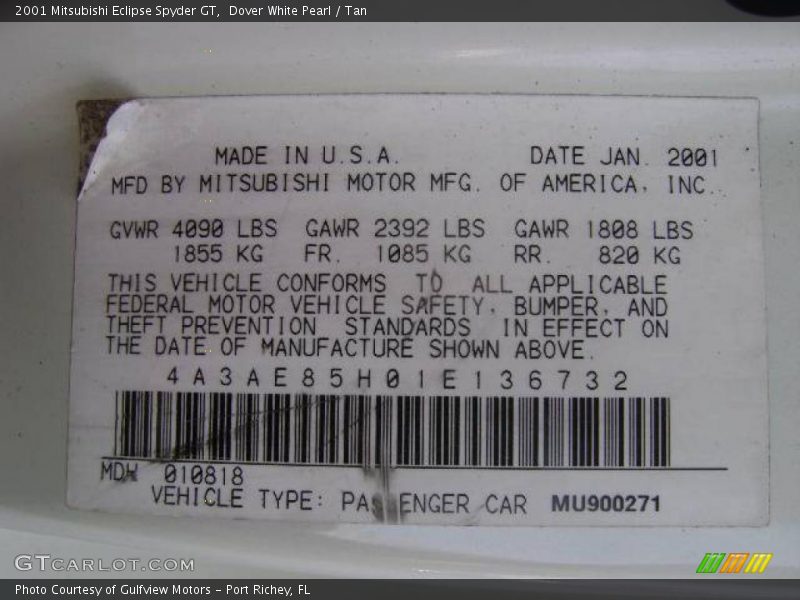 2001 Mitsubishi Eclipse Spyder GT, Dover White Pearl / Tan
MADE IN U.S.A. DATE JAN. 2001
MFD BY MITSUBISHI MOTOR MFG. OF AMERICA, INC.
GVWR 4090 LBS GAWR 2392 LBS GAWR 1808 LBS
1855 KG FR. 1085 KG RR. 820 KG
THIS VEHICLE CONFORMS TO ALL APPLICABLE
FEDERAL MOTOR VEHICLE SAFETY, BUMPER, AND
THEFT PREVENTION STANDARDS IN EFFECT ON
THE DATE OF MANUFACTURE SHOWN ABOVE.
4A3AE85H01E136732
MDH 010818
VEHICLE TYPE: PASSENGER CAR MU900271
GTCARLOT.COM
Photo Courtesy of Gulfview Motors - Port Richey, FL